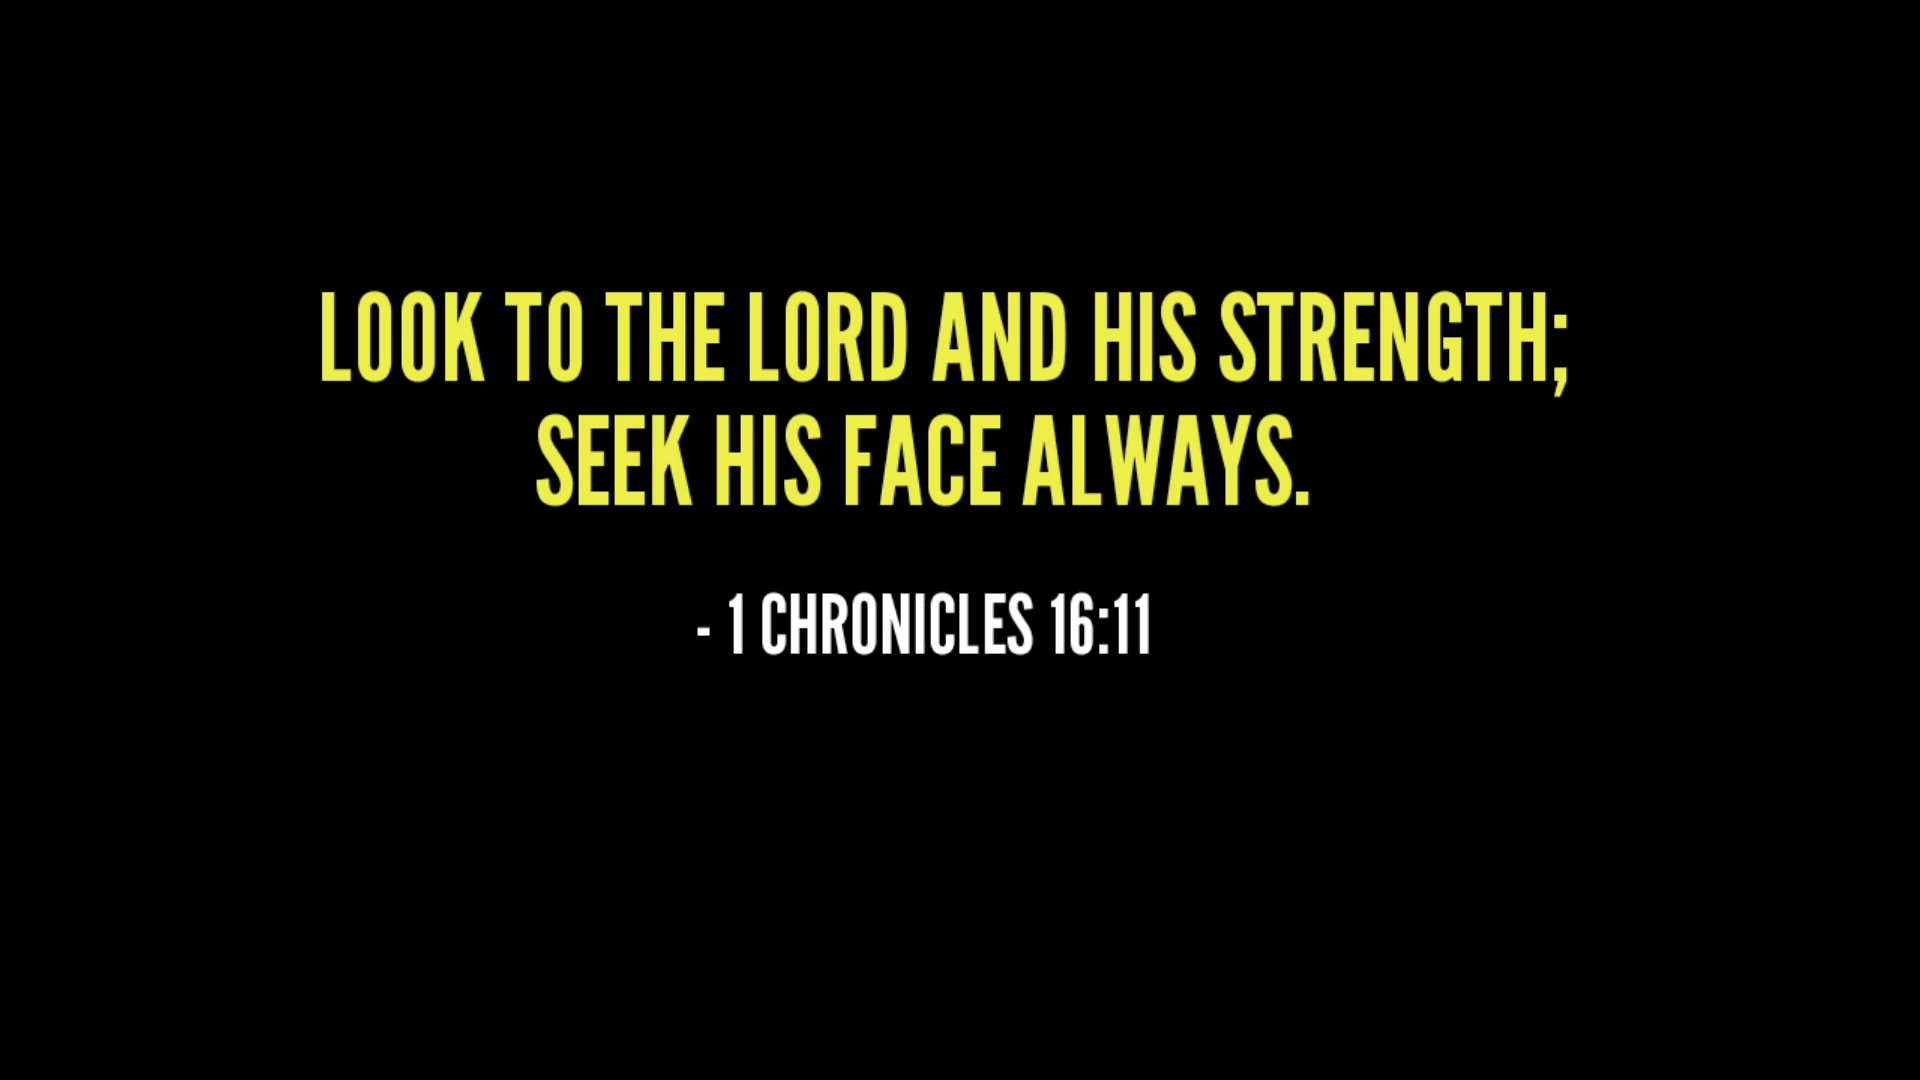 LOOK TO THE LORD AND HIS STRENGTH;
SEEK HIS FACE ALWAYS.
- 1 CHRONICLES 16:11